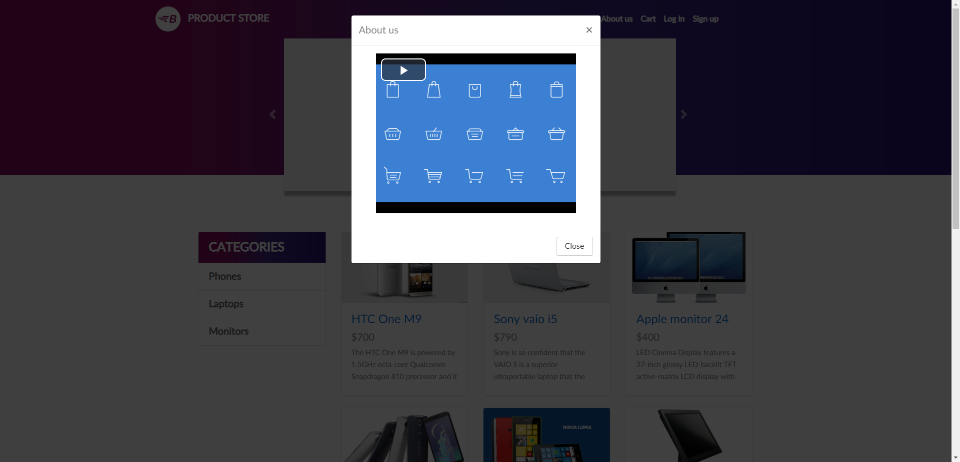 PRODUCT STORE
About us Cart Log in Sign up
About us
×
Close
CATEGORIES
Phones
Laptops
Monitors
HTC One M9
$700
The HTC One M9 is powered by
1.5GHz octa-core Qualcomm
Snapdragon 810 processor and it
Sony vaio i5
$790
Sony is so confident that the
VAIO S is a superior
ultraportable laptop that the
Apple monitor 24
$400
LED Cinema Display features a
27-inch glossy LED-backlit TFT
active-matrix LCD display with
NOKIA LUMIA